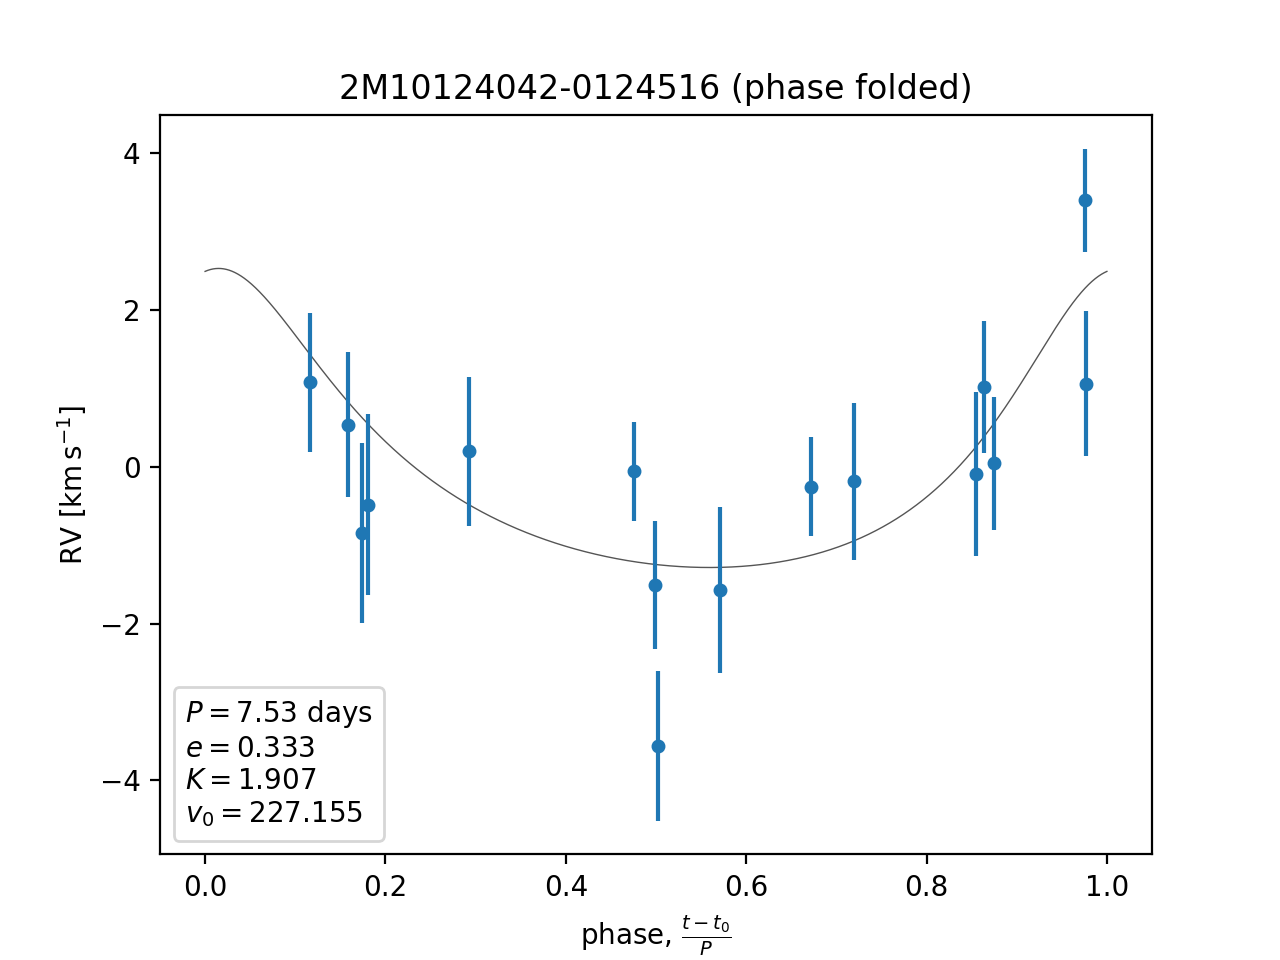 2M10124042-0124516 (phase folded)
RV [km s⁻¹]
4
2
0
−2
−4
P = 7.53 days
e = 0.333
K = 1.907
v₀ = 227.155
0.0 0.2 0.4 0.6 0.8 1.0
phase, (t − t₀)/P